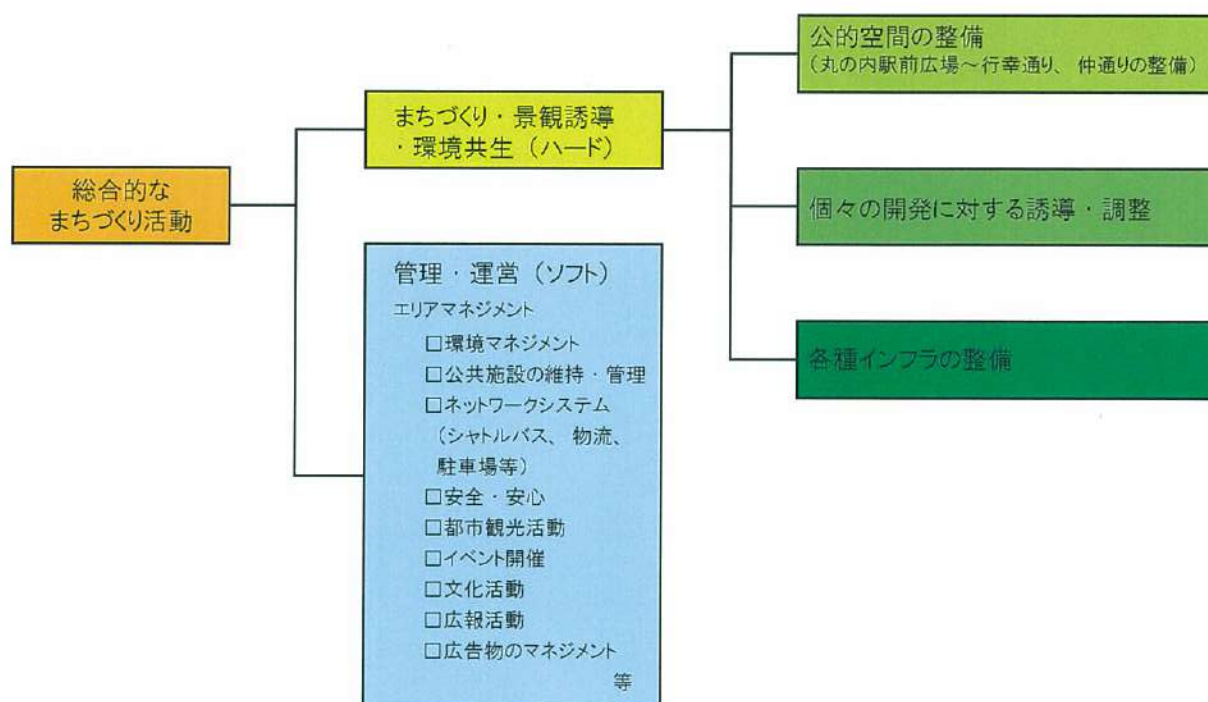 総合的な
まちづくり活動
まちづくり・景観誘導
・環境共生（ハード）
管理・運営（ソフト）
エリアマネジメント
□環境マネジメント
□公共施設の維持・管理
□ネットワークシステム
（シャトルバス、物流、
駐車場等）
□安全・安心
□都市観光活動
□イベント開催
□文化活動
□広報活動
□広告物のマネジメント
等
公的空間の整備
（丸の内駅前広場～行幸通り、仲通りの整備）
個々の開発に対する誘導・調整
各種インフラの整備